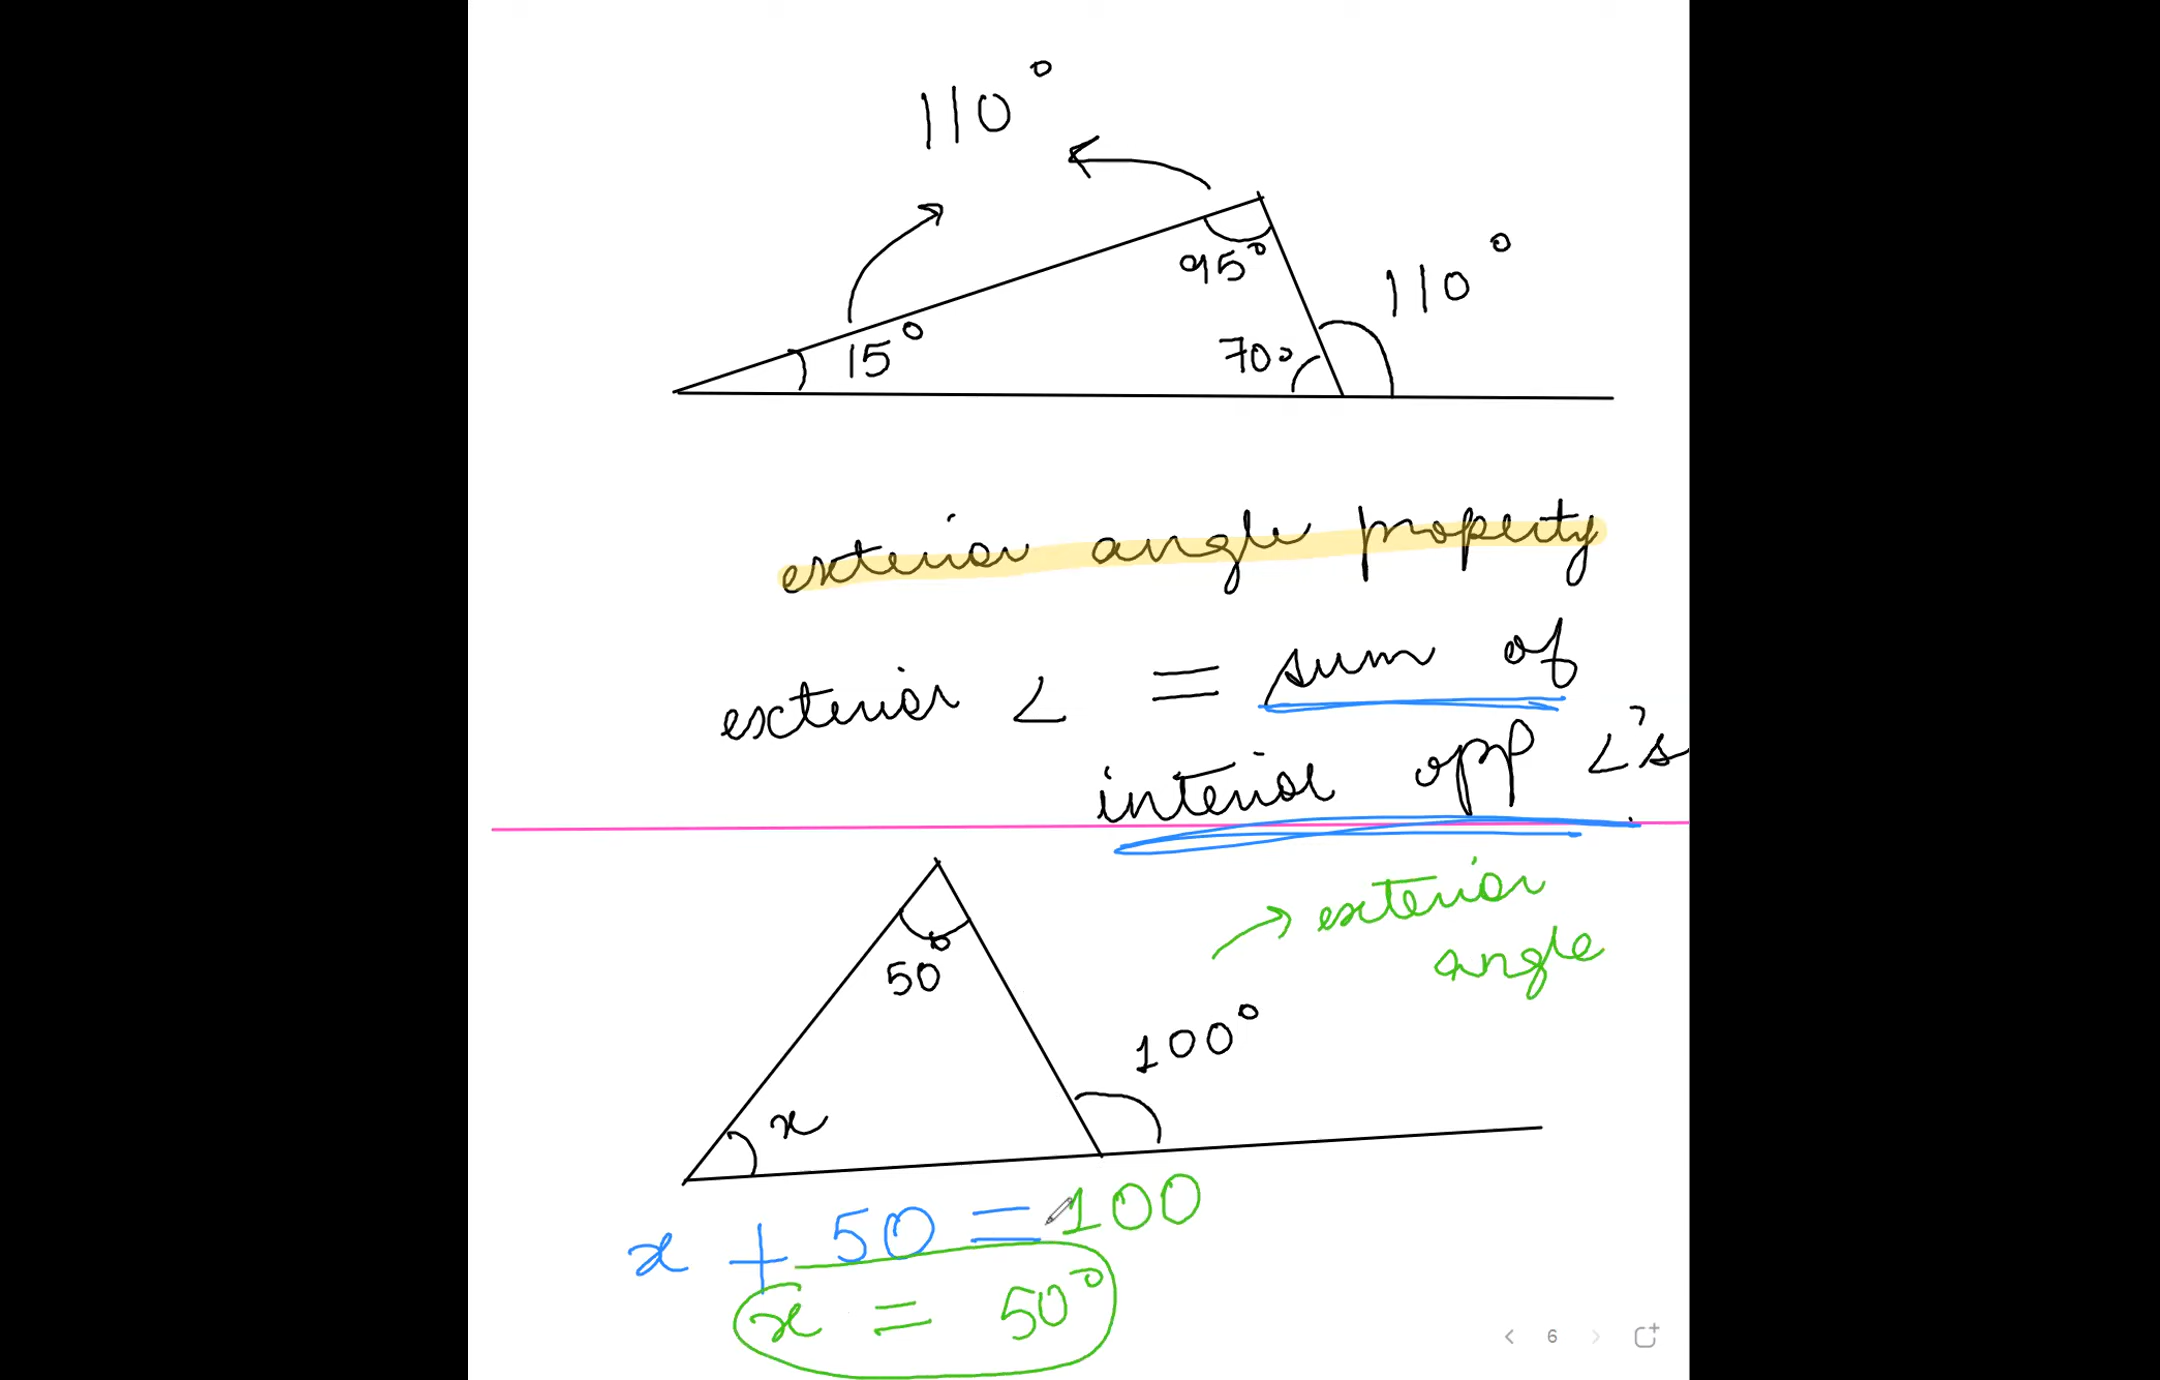 110°
95°
110°
15°
70°
exterior angle property
exterior ∠ = sum of
interior opp ∠'s
exterior
angle
50°
100°
x
x + 50 = 100
x = 50°
< 6 >